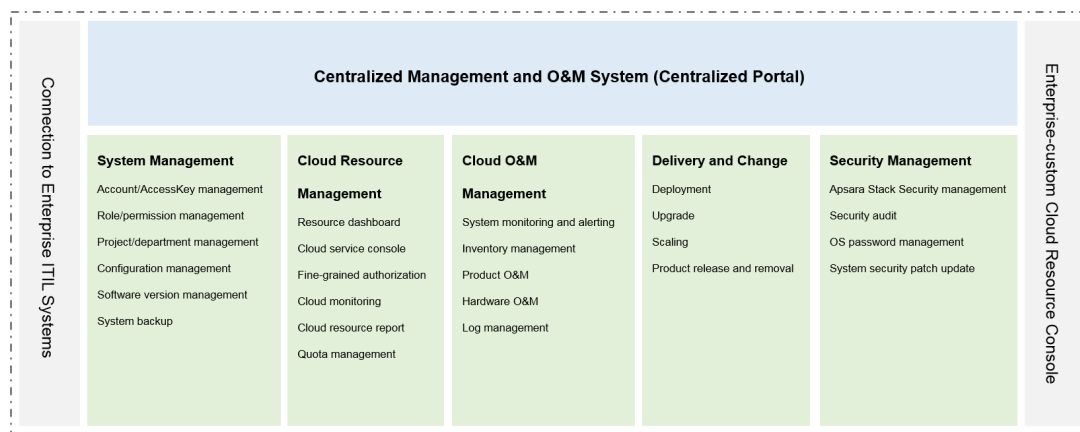 Connection to Enterprise ITIL Systems
Centralized Management and O&M System (Centralized Portal)
System Management
Account/AccessKey management
Role/permission management
Project/department management
Configuration management
Software version management
System backup
Cloud Resource
Management
Resource dashboard
Cloud service console
Fine-grained authorization
Cloud monitoring
Cloud resource report
Quota management
Cloud O&M
Management
System monitoring and alerting
Inventory management
Product O&M
Hardware O&M
Log management
Delivery and Change
Deployment
Upgrade
Scaling
Product release and removal
Security Management
Apsara Stack Security management
Security audit
OS password management
System security patch update
Enterprise-custom Cloud Resource Console